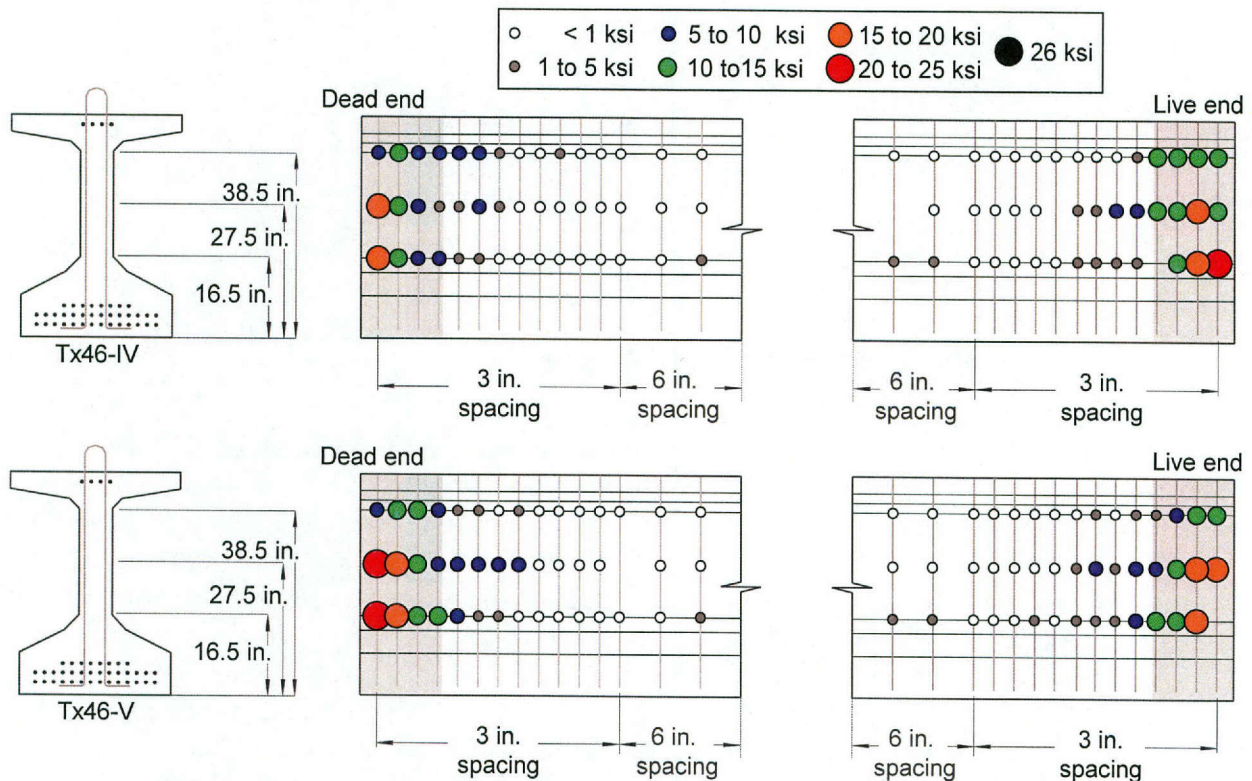 < 1 ksi 5 to 10 ksi 15 to 20 ksi 26 ksi
1 to 5 ksi 10 to15 ksi 20 to 25 ksi
Dead end
Live end
38.5 in.
27.5 in.
16.5 in.
Tx46-IV
3 in.
spacing
6 in.
spacing
6 in.
spacing
3 in.
spacing
Dead end
Live end
38.5 in.
27.5 in.
16.5 in.
Tx46-V
3 in.
spacing
6 in.
spacing
6 in.
spacing
3 in.
spacing